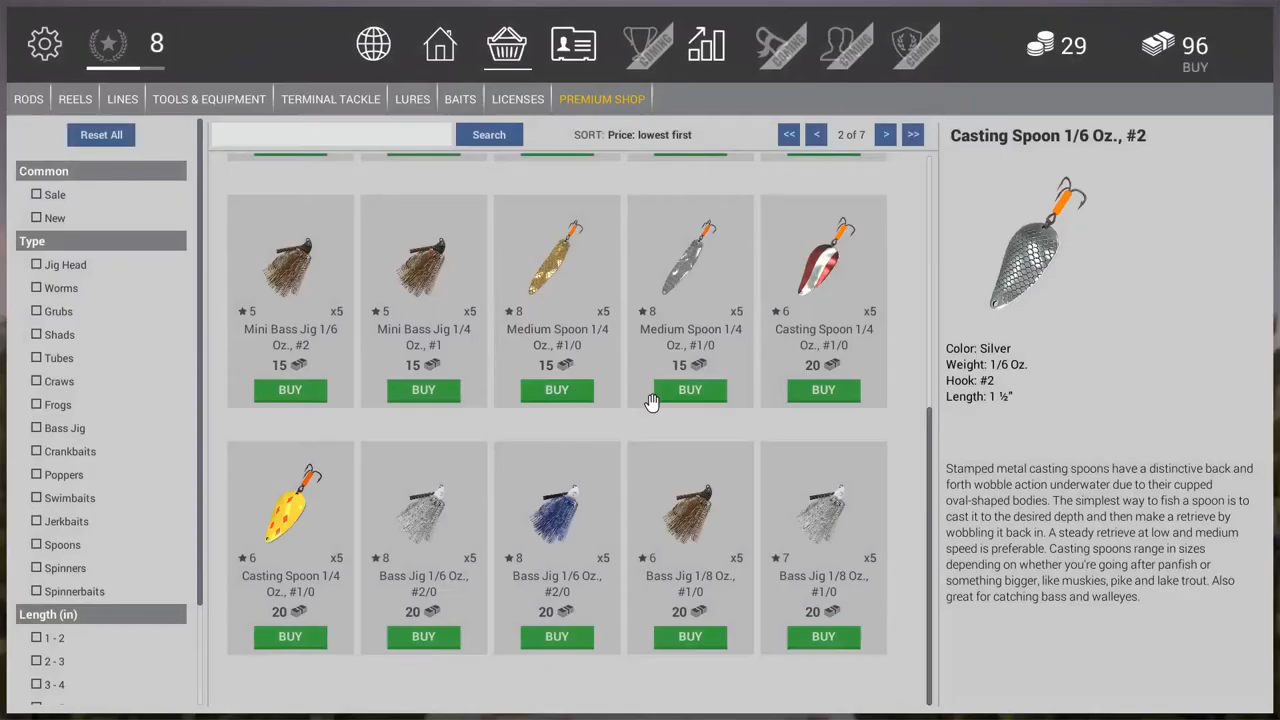 8
COMING
COMING
COMING
COMING
29
96
BUY
RODS
REELS
LINES
TOOLS & EQUIPMENT
TERMINAL TACKLE
LURES
BAITS
LICENSES
PREMIUM SHOP
Reset All
Search
SORT: Price: lowest first
<<
<
2 of 7
>
>>
Casting Spoon 1/6 Oz., #2
Common
Sale
New
Type
Jig Head
Worms
Grubs
Shads
Tubes
Craws
Frogs
Bass Jig
Crankbaits
Poppers
Swimbaits
Jerkbaits
Spoons
Spinners
Spinnerbaits
Length (in)
1 - 2
2 - 3
3 - 4
5 x5
Mini Bass Jig 1/6
Oz., #2
15
BUY
5 x5
Mini Bass Jig 1/4
Oz., #1
15
BUY
8 x5
Medium Spoon 1/4
Oz., #1/0
15
BUY
8 x5
Medium Spoon 1/4
Oz., #1/0
15
BUY
6 x5
Casting Spoon 1/4
Oz., #1/0
20
BUY
6 x5
Casting Spoon 1/4
Oz., #1/0
20
BUY
8 x5
Bass Jig 1/6 Oz.,
#2/0
20
BUY
8 x5
Bass Jig 1/6 Oz.,
#2/0
20
BUY
6 x5
Bass Jig 1/8 Oz.,
#1/0
20
BUY
7 x5
Bass Jig 1/8 Oz.,
#1/0
20
BUY
Color: Silver
Weight: 1/6 Oz.
Hook: #2
Length: 1 ½”
Stamped metal casting spoons have a distinctive back and
forth wobble action underwater due to their cupped
oval-shaped bodies. The simplest way to fish a spoon is to
cast it to the desired depth and then make a retrieve by
wobbling it back in. A steady retrieve at low and medium
speed is preferable. Casting spoons range in sizes
depending on whether you're going after panfish or
something bigger, like muskies, pike and lake trout. Also
great for catching bass and walleyes.